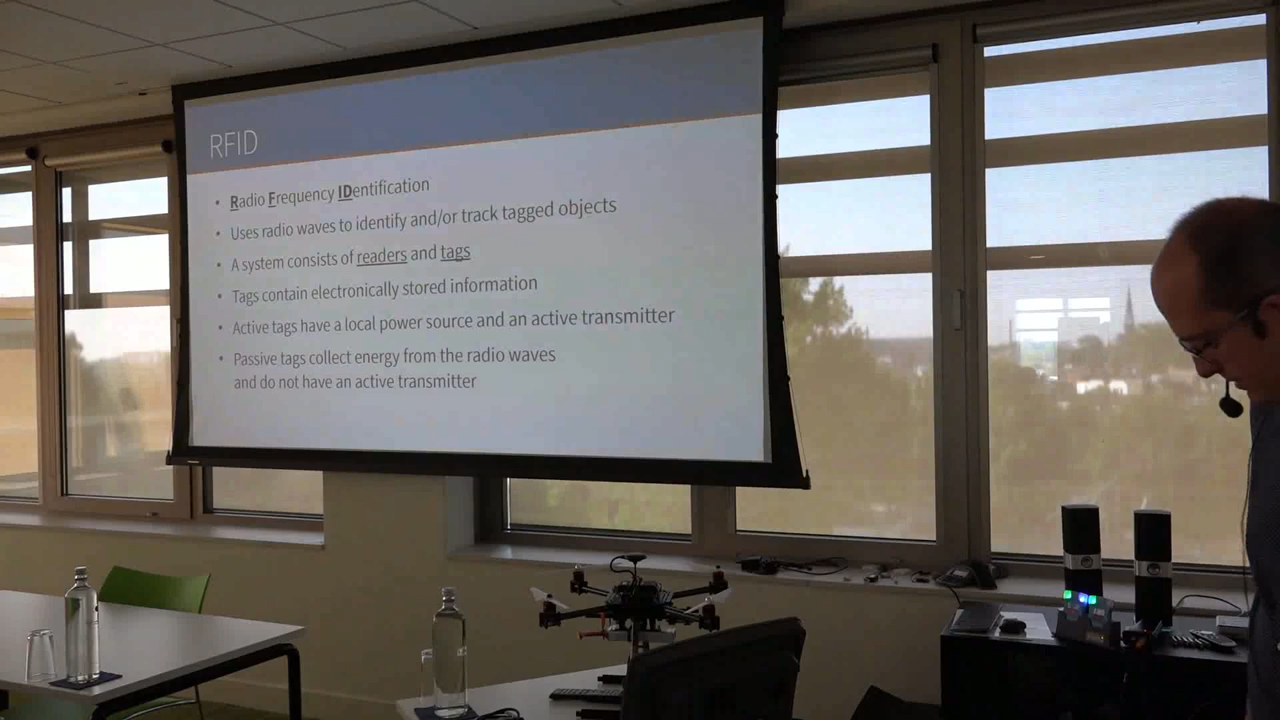 RFID
• Radio Frequency IDentification
• Uses radio waves to identify and/or track tagged objects
• A system consists of readers and tags
• Tags contain electronically stored information
• Active tags have a local power source and an active transmitter
• Passive tags collect energy from the radio waves
and do not have an active transmitter